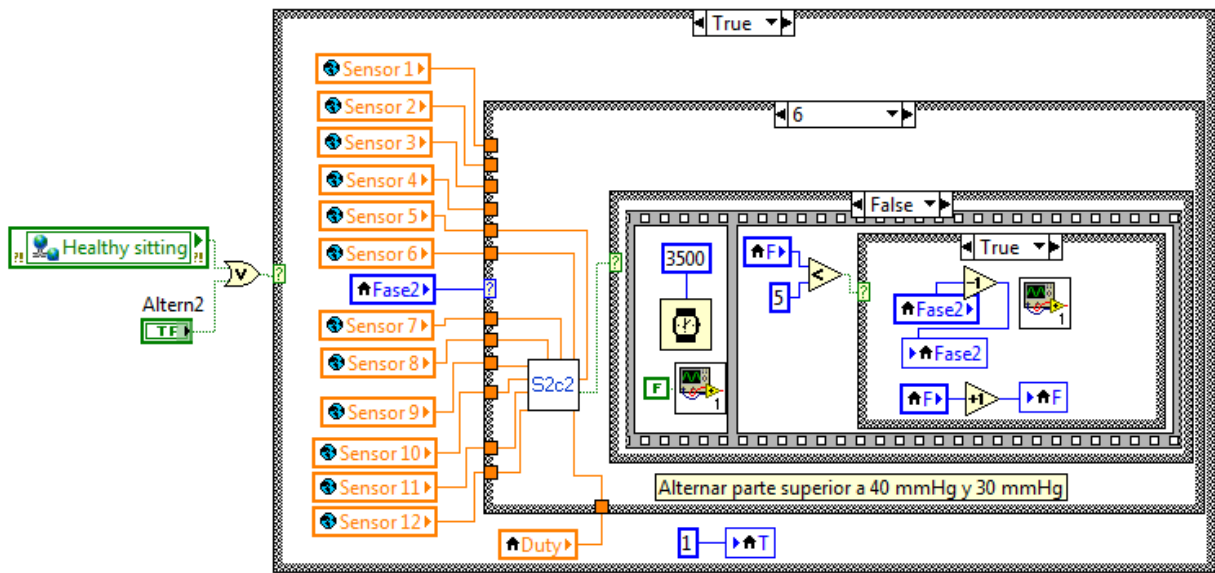 True
Sensor 1
Sensor 2
6
Sensor 3
Sensor 4
False
Sensor 5
Healthy sitting
Sensor 6
3500
F
True
<
5
-1
Fase2
Fase2
1
Altern2
TF
Fase2
Sensor 7
Sensor 8
S2c2
F
1
F
+1
F
Sensor 9
Sensor 10
Sensor 11
Alternar parte superior a 40 mmHg y 30 mmHg
Sensor 12
Duty
1
T